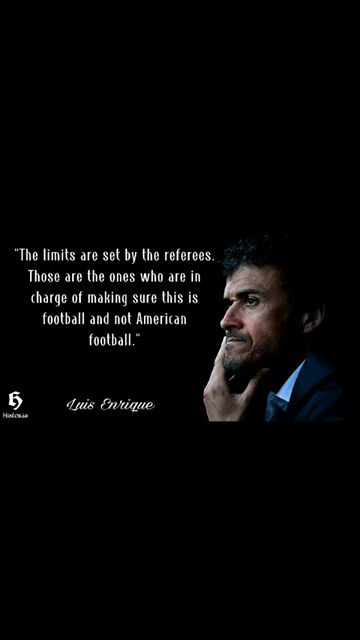 "The limits are set by the referees.
Those are the ones who are in
charge of making sure this is
football and not American
football."
Luis Enrique
Historás